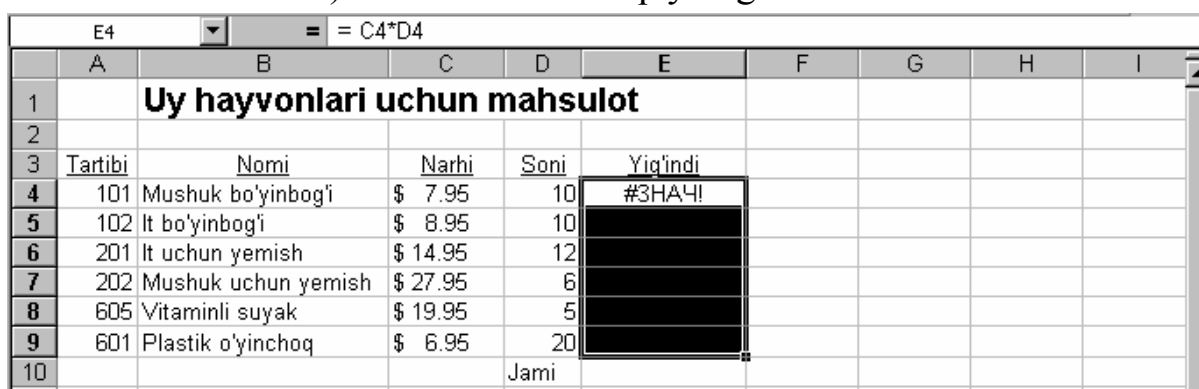 E4 = = C4*D4
A B C D E F G H I
1 Uy hayvonlari uchun mahsulot
2
3 Tartibi Nomi Narhi Soni Yig'indi
4 101 Mushuk bo'yinbog'i $ 7.95 10 #ЗНАЧ!
5 102 It bo'yinbog'i $ 8.95 10
6 201 It uchun yemish $ 14.95 12
7 202 Mushuk uchun yemish $ 27.95 6
8 605 Vitaminli suyak $ 19.95 5
9 601 Plastik o'yinchoq $ 6.95 20
10 Jami